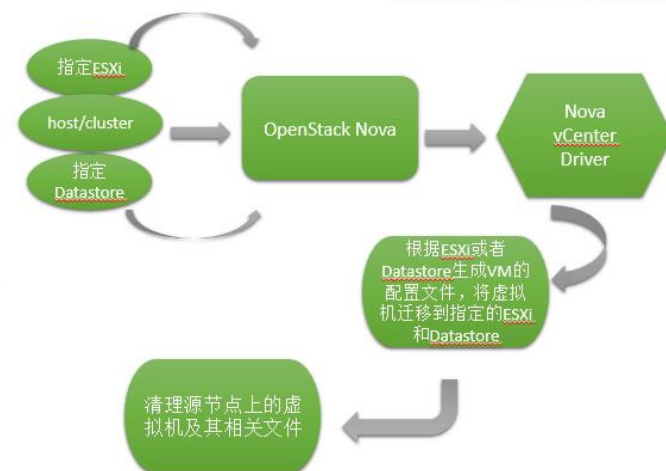 指定ESXi
host/cluster
指定
Datastore
OpenStack Nova
Nova
vCenter
Driver
根据ESXi或者
Datastore生成VM的
配置文件，将虚拟
机迁移到指定的ESXi
和Datastore
清理源节点上的虚
拟机及其相关文件